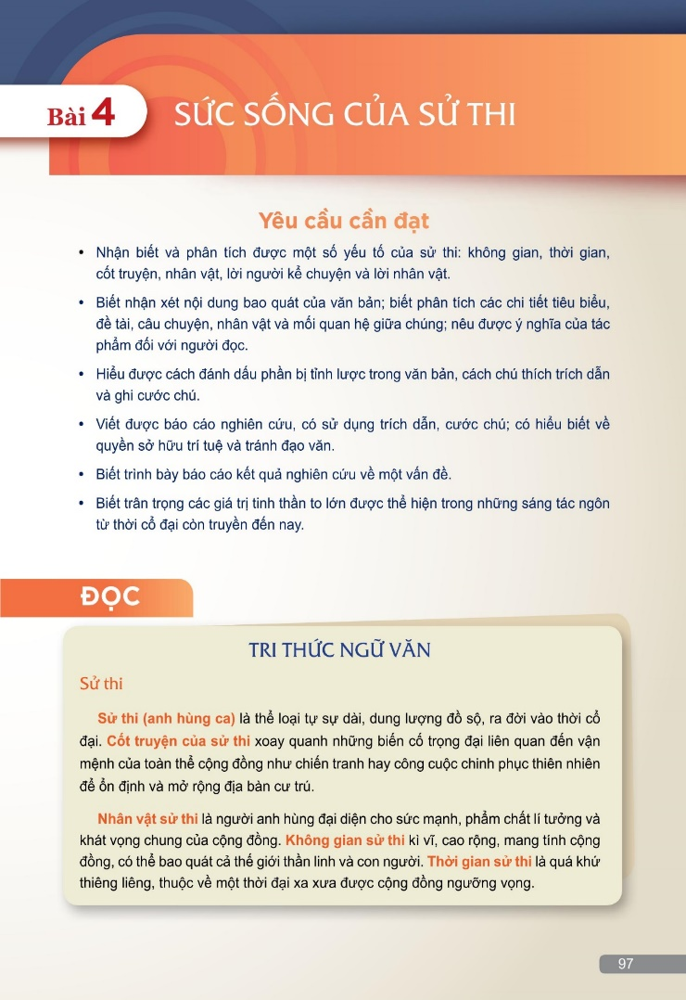 Bài 4
SỨC SỐNG CỦA SỬ THI
Yêu cầu cần đạt
• Nhận biết và phân tích được một số yếu tố của sử thi: không gian, thời gian,
cốt truyện, nhân vật, lời người kể chuyện và lời nhân vật.
• Biết nhận xét nội dung bao quát của văn bản; biết phân tích các chi tiết tiêu biểu,
đề tài, câu chuyện, nhân vật và mối quan hệ giữa chúng; nêu được ý nghĩa của tác
phẩm đối với người đọc.
• Hiểu được cách đánh dấu phần bị tỉnh lược trong văn bản, cách chú thích trích dẫn
và ghi cước chú.
• Viết được báo cáo nghiên cứu, có sử dụng trích dẫn, cước chú; có hiểu biết về
quyền sở hữu trí tuệ và tránh đạo văn.
• Biết trình bày báo cáo kết quả nghiên cứu về một vấn đề.
• Biết trân trọng các giá trị tinh thần to lớn được thể hiện trong những sáng tác ngôn
từ thời cổ đại còn truyền đến nay.
ĐỌC
TRI THỨC NGỮ VĂN
Sử thi
Sử thi (anh hùng ca) là thể loại tự sự dài, dung lượng đồ sộ, ra đời vào thời cổ
đại. Cốt truyện của sử thi xoay quanh những biến cố trọng đại liên quan đến vận
mệnh của toàn thể cộng đồng như chiến tranh hay công cuộc chinh phục thiên nhiên
để ổn định và mở rộng địa bàn cư trú.
Nhân vật sử thi là người anh hùng đại diện cho sức mạnh, phẩm chất lí tưởng và
khát vọng chung của cộng đồng. Không gian sử thi kì vĩ, cao rộng, mang tính cộng
đồng, có thể bao quát cả thế giới thần linh và con người. Thời gian sử thi là quá khứ
thiêng liêng, thuộc về một thời đại xa xưa được cộng đồng ngưỡng vọng.
97